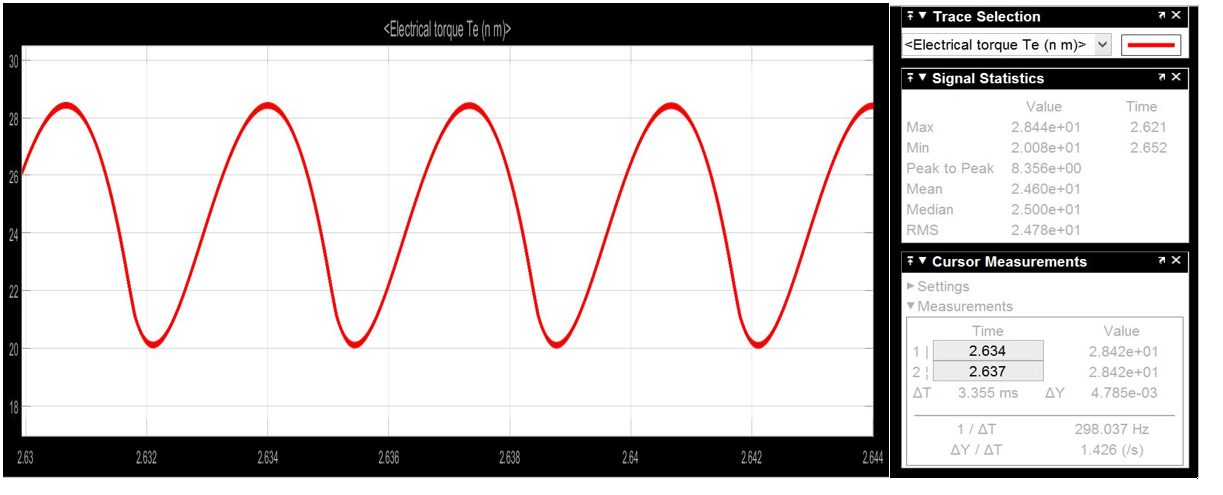 <Electrical torque Te (n m)>
30
28
26
24
22
20
18
2.63 2.632 2.634 2.636 2.638 2.64 2.642 2.644
Trace Selection
<Electrical torque Te (n m)>
Signal Statistics
Value Time
Max 2.844e+01 2.621
Min 2.008e+01 2.652
Peak to Peak 8.356e+00
Mean 2.460e+01
Median 2.500e+01
RMS 2.478e+01
Cursor Measurements
Settings
Measurements
Time Value
1 | 2.634 2.842e+01
2 ¦ 2.637 2.842e+01
ΔT 3.355 ms ΔY 4.785e-03
1 / ΔT 298.037 Hz
ΔY / ΔT 1.426 (/s)